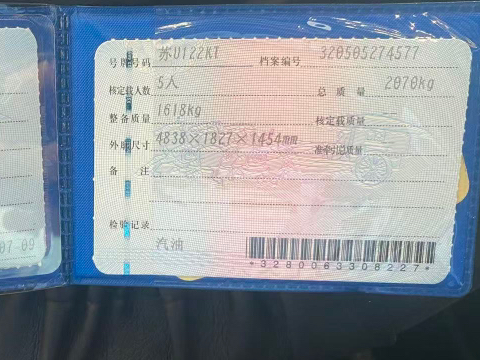 号牌号码 苏U122KT 档案编号 320505274577
核定载人数 5人 总质量 2070kg
整备质量 1618kg 核定载质量
外廓尺寸 4838×1827×1454mm 准牵引总质量
备注
检验记录
汽油
*3280063308227*
07 09